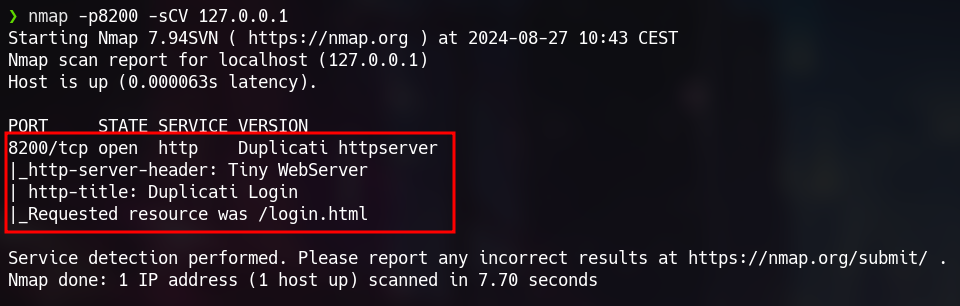 ❯ nmap -p8200 -sCV 127.0.0.1
Starting Nmap 7.94SVN ( https://nmap.org ) at 2024-08-27 10:43 CEST
Nmap scan report for localhost (127.0.0.1)
Host is up (0.000063s latency).
PORT     STATE SERVICE VERSION
8200/tcp open  http    Duplicati httpserver
|_http-server-header: Tiny WebServer
| http-title: Duplicati Login
|_Requested resource was /login.html
Service detection performed. Please report any incorrect results at https://nmap.org/submit/ .
Nmap done: 1 IP address (1 host up) scanned in 7.70 seconds